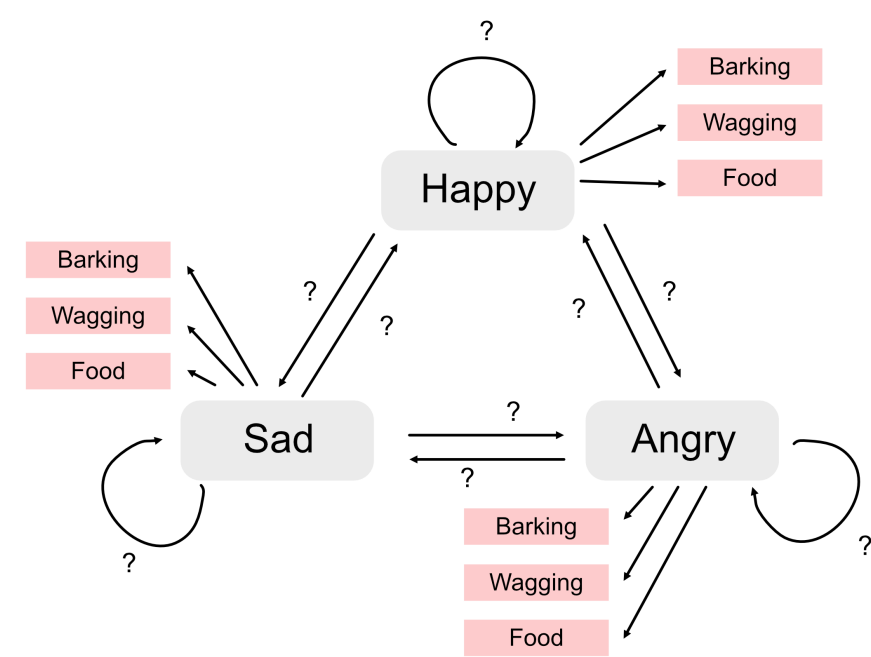 ?
Barking
Wagging
Food
Happy
Barking
Wagging
Food
?
?
?
?
Sad
?
?
Angry
?
?
Barking
Wagging
Food